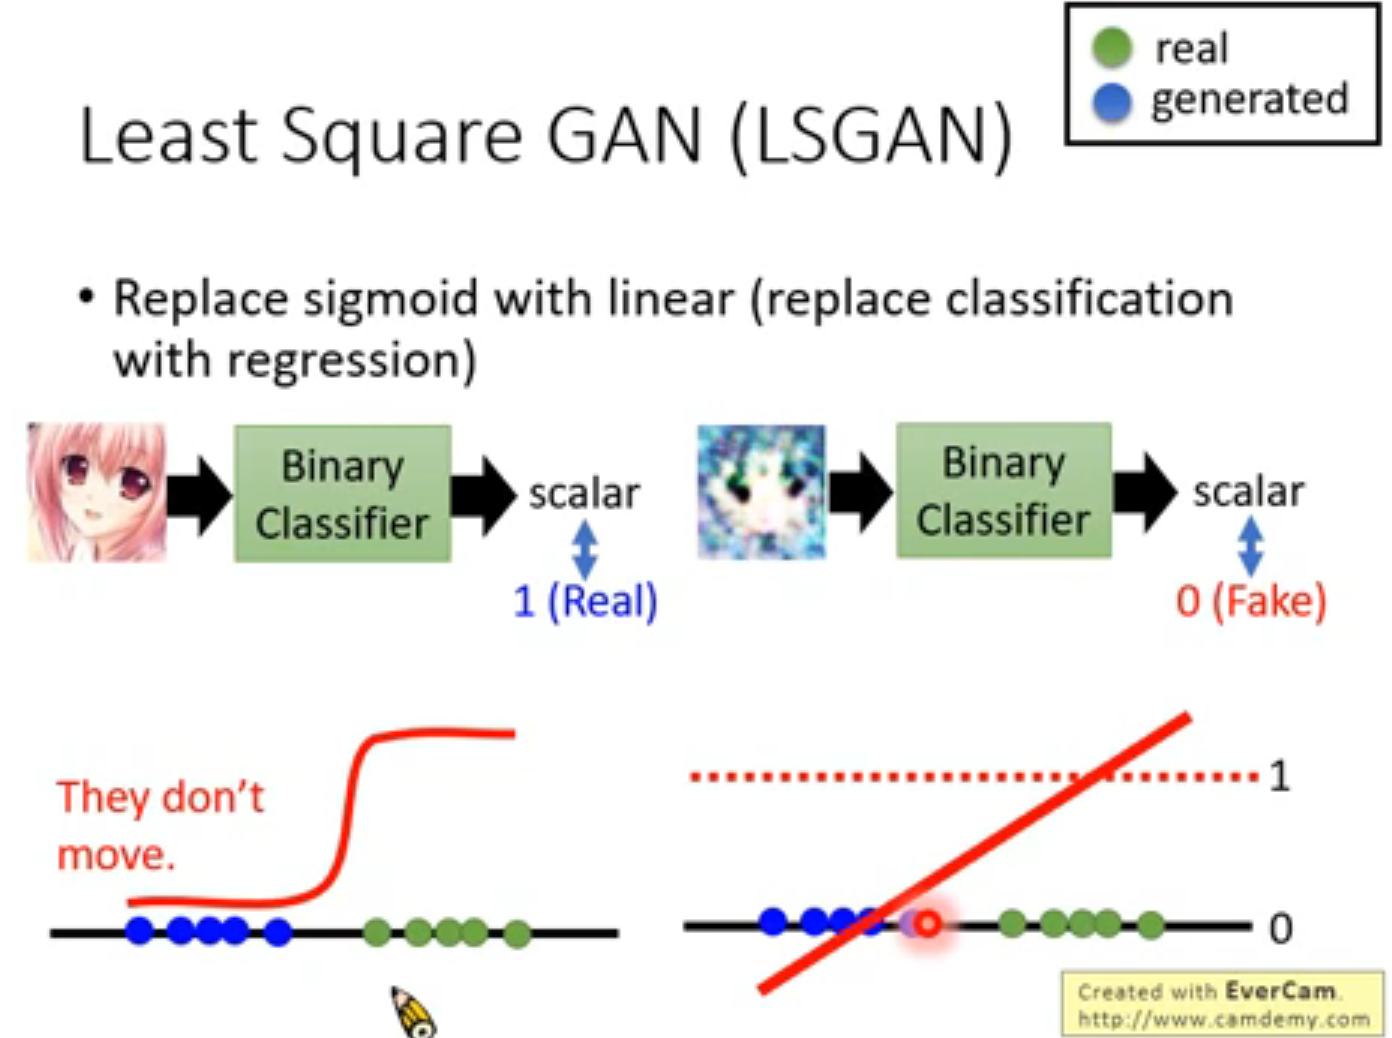 real
generated
Least Square GAN (LSGAN)
• Replace sigmoid with linear (replace classification
with regression)
Binary
Classifier
scalar
1 (Real)
Binary
Classifier
scalar
0 (Fake)
They don't
move.
1
0
Created with EverCam.
http://www.camdemy.com